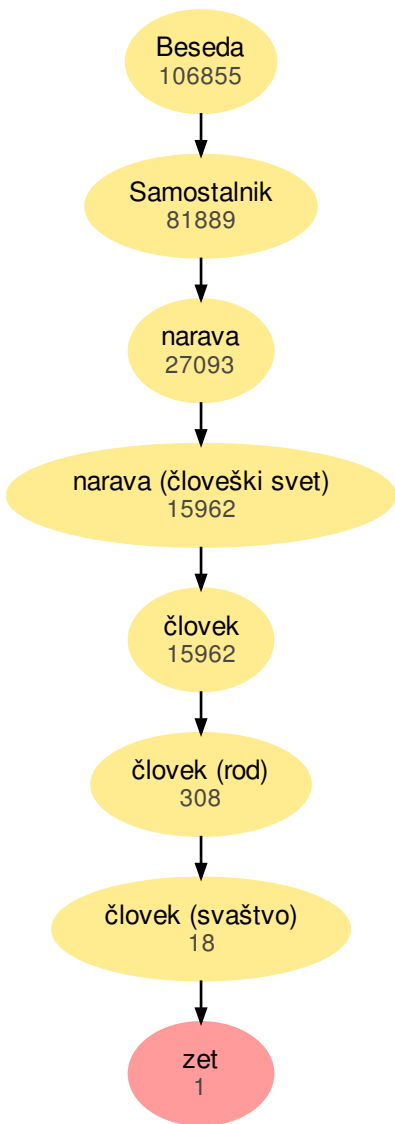 Beseda
106855
Samostalnik
81889
narava
27093
narava (človeški svet)
15962
človek
15962
človek (rod)
308
človek (svaštvo)
18
zet
1